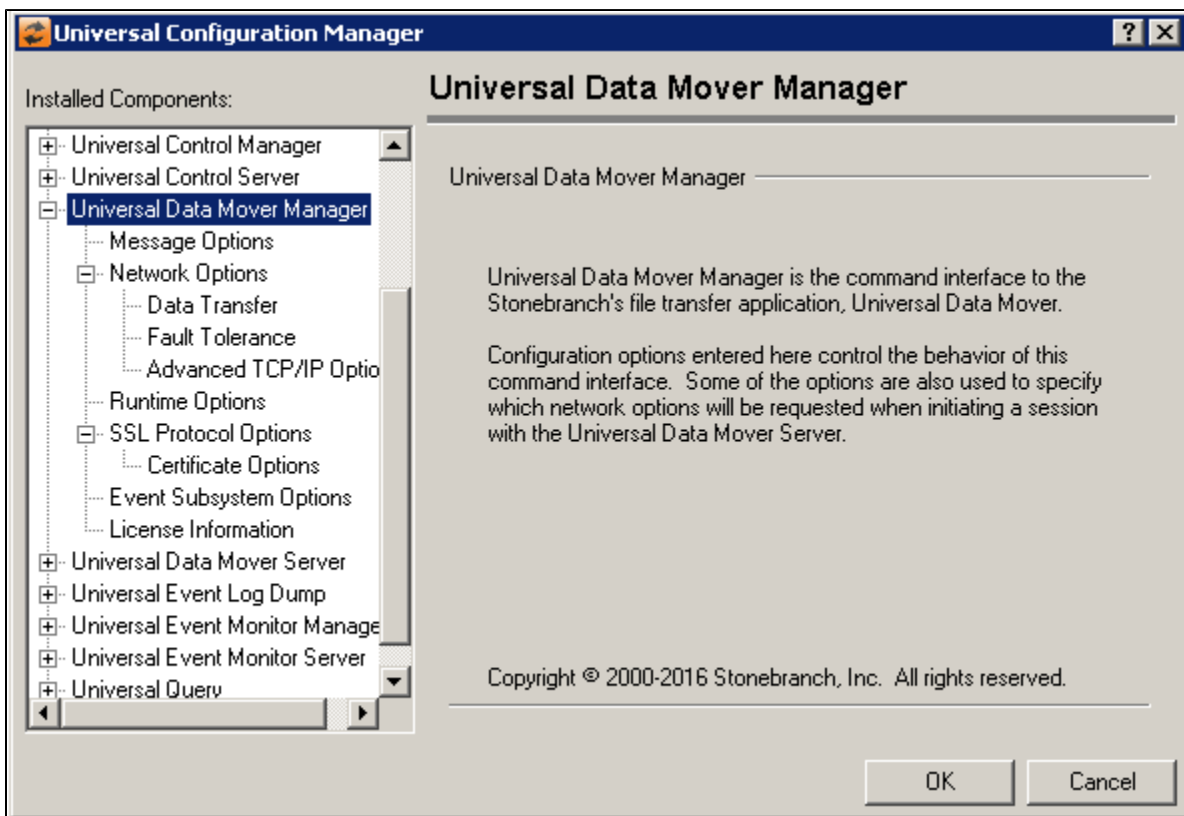 Universal Configuration Manager
Installed Components:
Universal Control Manager
Universal Control Server
Universal Data Mover Manager
Message Options
Network Options
Data Transfer
Fault Tolerance
Advanced TCP/IP Optio
Runtime Options
SSL Protocol Options
Certificate Options
Event Subsystem Options
License Information
Universal Data Mover Server
Universal Event Log Dump
Universal Event Monitor Manage
Universal Event Monitor Server
Universal Query
Universal Data Mover Manager
Universal Data Mover Manager
Universal Data Mover Manager is the command interface to the
Stonebranch's file transfer application, Universal Data Mover.
Configuration options entered here control the behavior of this
command interface. Some of the options are also used to specify
which network options will be requested when initiating a session
with the Universal Data Mover Server.
Copyright © 2000-2016 Stonebranch, Inc. All rights reserved.
OK
Cancel